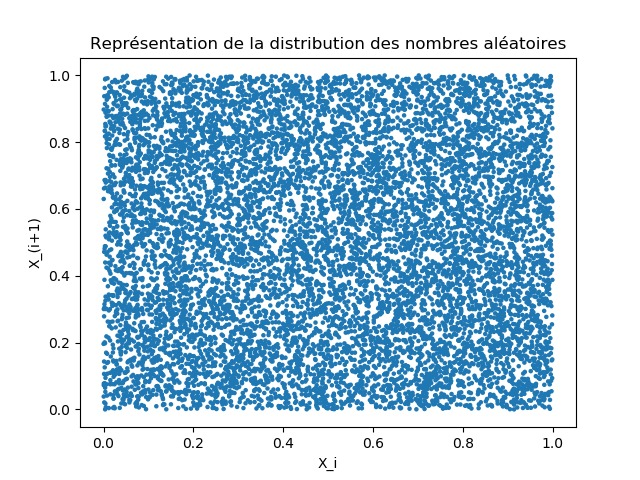 Représentation de la distribution des nombres aléatoires
1.0
0.8
0.6
0.4
0.2
0.0
X_(i+1)
0.0 0.2 0.4 0.6 0.8 1.0
X_i